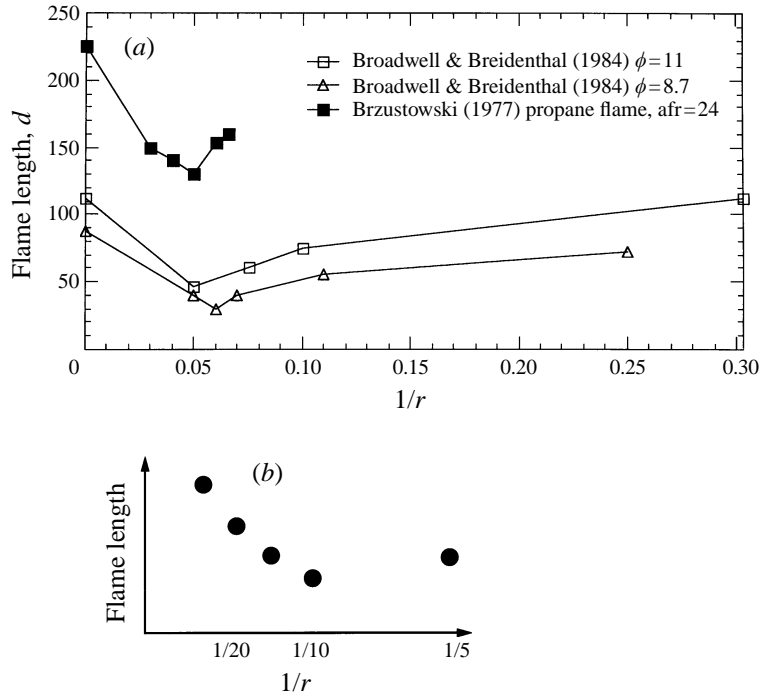 250
(a)
Broadwell & Breidenthal (1984) ϕ=11
Broadwell & Breidenthal (1984) ϕ=8.7
Brzustowski (1977) propane flame, afr=24
200
150
100
50
Flame length, d
0 0.05 0.10 0.15 0.20 0.25 0.30
1/r
(b)
Flame length
1/20 1/10 1/5
1/r